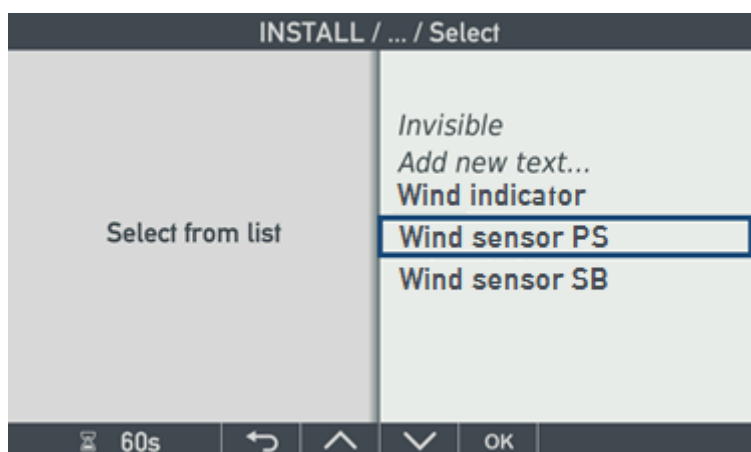 INSTALL / ... / Select
Select from list
Invisible
Add new text...
Wind indicator
Wind sensor PS
Wind sensor SB
60s
OK